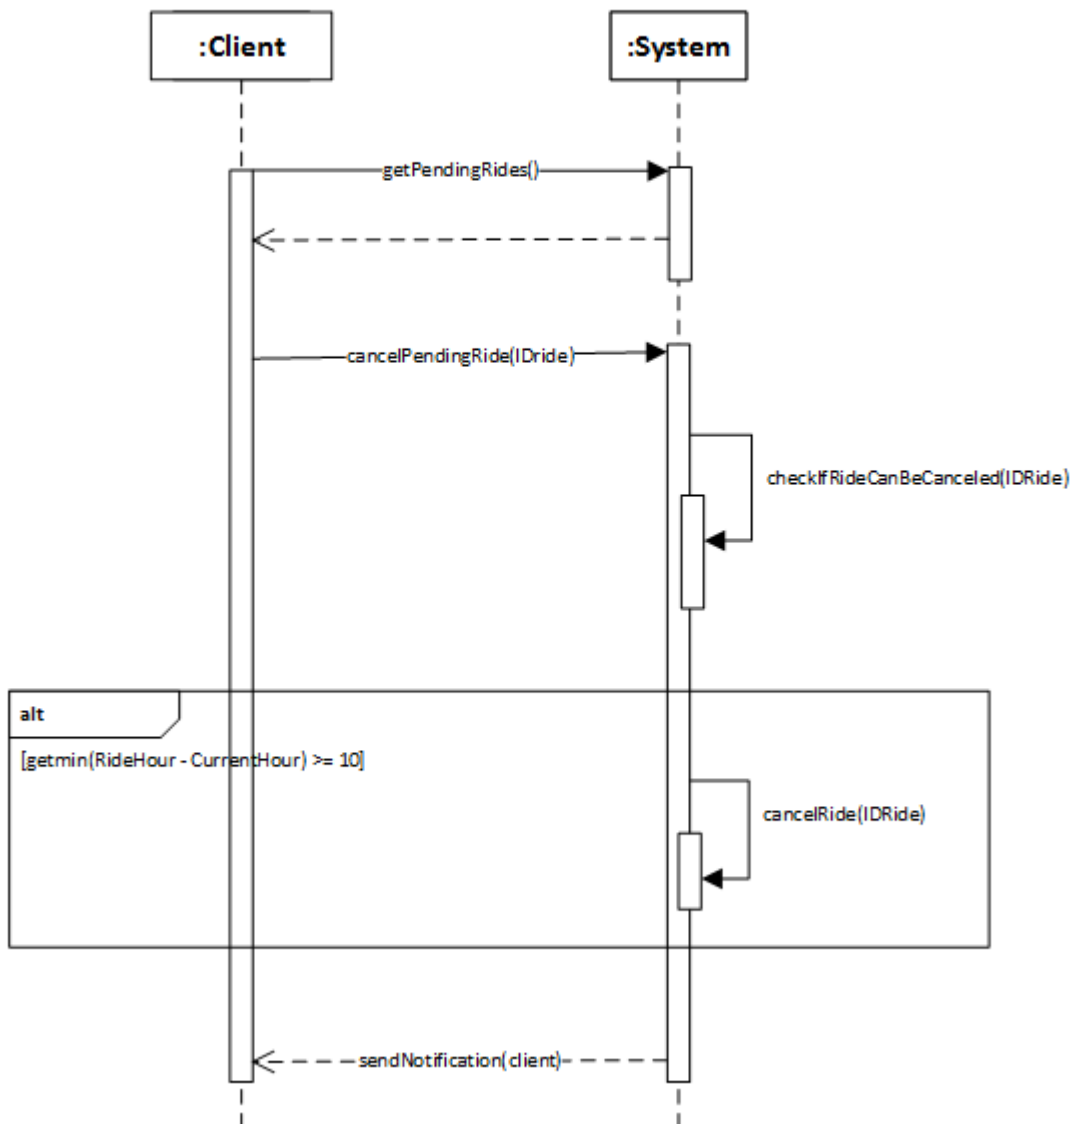 :Client
:System
getPendingRides()
cancelPendingRide(IDride)
checkIfRideCanBeCanceled(IDRide)
alt
[getmin(RideHour - CurrentHour) >= 10]
cancelRide(IDRide)
sendNotification(client)